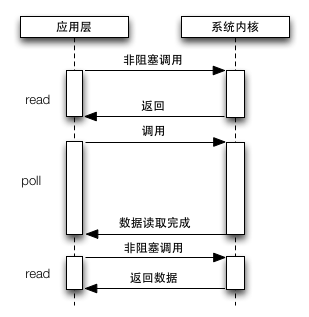 应用层 系统内核
非阻塞调用
read
返回
调用
poll
数据读取完成
非阻塞调用
read
返回数据